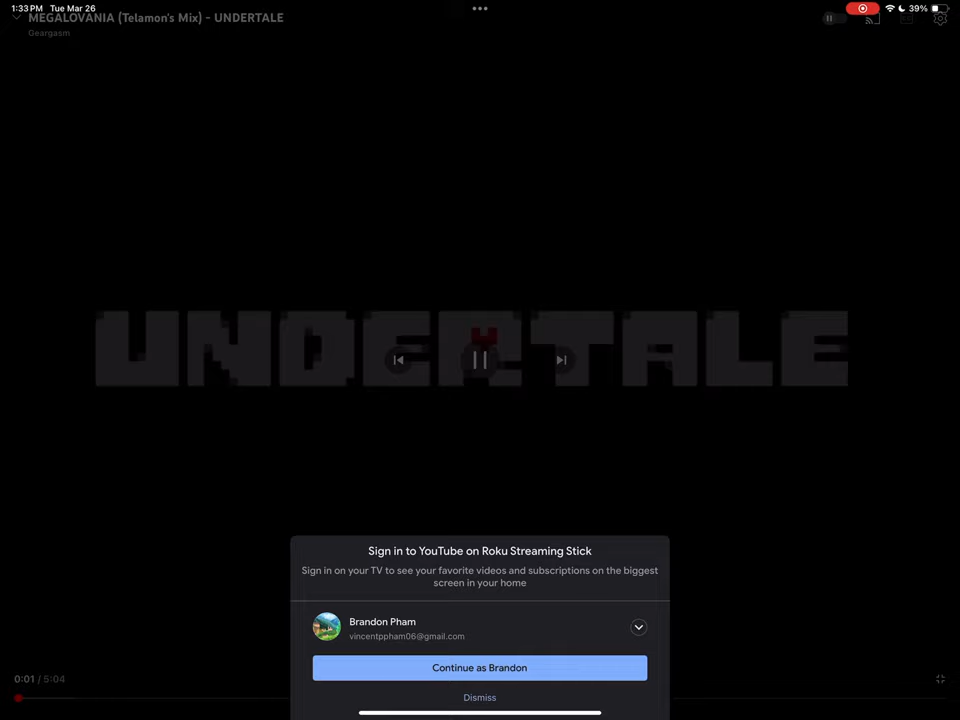 1:33 PM Tue Mar 26
39%
MEGALOVANIA (Telamon's Mix) - UNDERTALE
Geargasm
UNDERTALE
Sign in to YouTube on Roku Streaming Stick
Sign in on your TV to see your favorite videos and subscriptions on the biggest
screen in your home
Brandon Pham
vincentppham06@gmail.com
Continue as Brandon
Dismiss
0:01 / 5:04